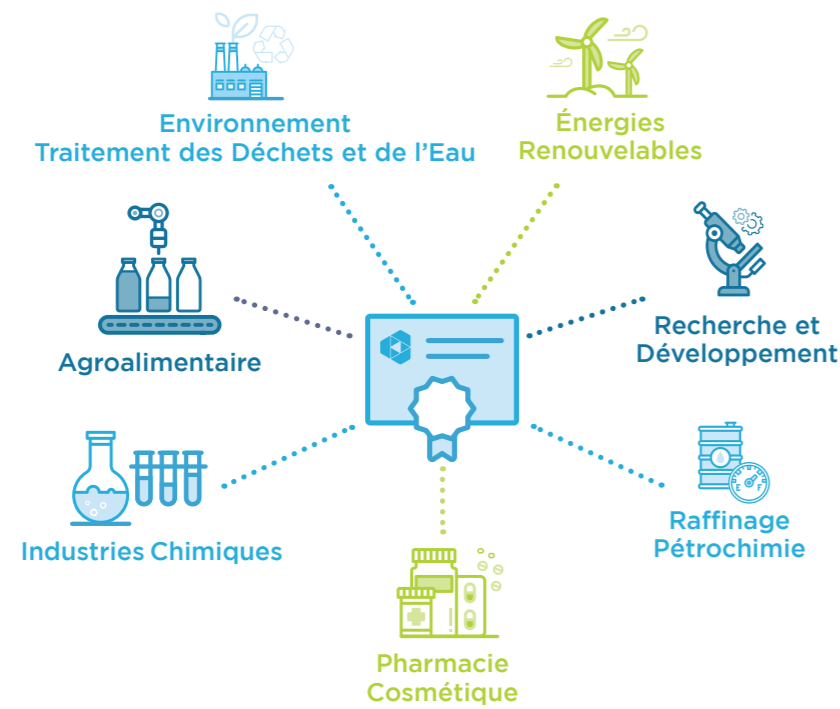 Environnement
Traitement des Déchets et de l'Eau
Énergies
Renouvelables
Agroalimentaire
Recherche et
Développement
Industries Chimiques
Raffinage
Pétrochimie
E F
Pharmacie
Cosmétique